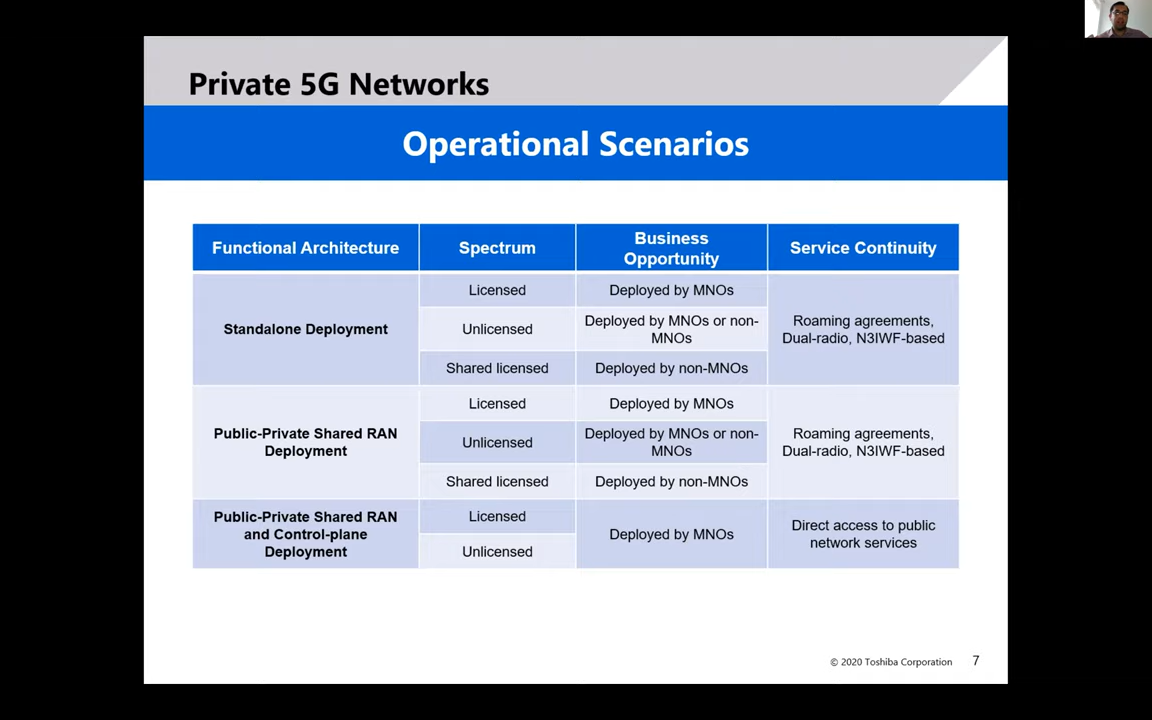 Private 5G Networks
Operational Scenarios
Functional Architecture
Spectrum
Business
Opportunity
Service Continuity
Standalone Deployment
Licensed
Deployed by MNOs
Unlicensed
Deployed by MNOs or non-
MNOs
Shared licensed
Deployed by non-MNOs
Roaming agreements,
Dual-radio, N3IWF-based
Public-Private Shared RAN
Deployment
Licensed
Deployed by MNOs
Unlicensed
Deployed by MNOs or non-
MNOs
Shared licensed
Deployed by non-MNOs
Roaming agreements,
Dual-radio, N3IWF-based
Public-Private Shared RAN
and Control-plane
Deployment
Licensed
Unlicensed
Deployed by MNOs
Direct access to public
network services
© 2020 Toshiba Corporation 7